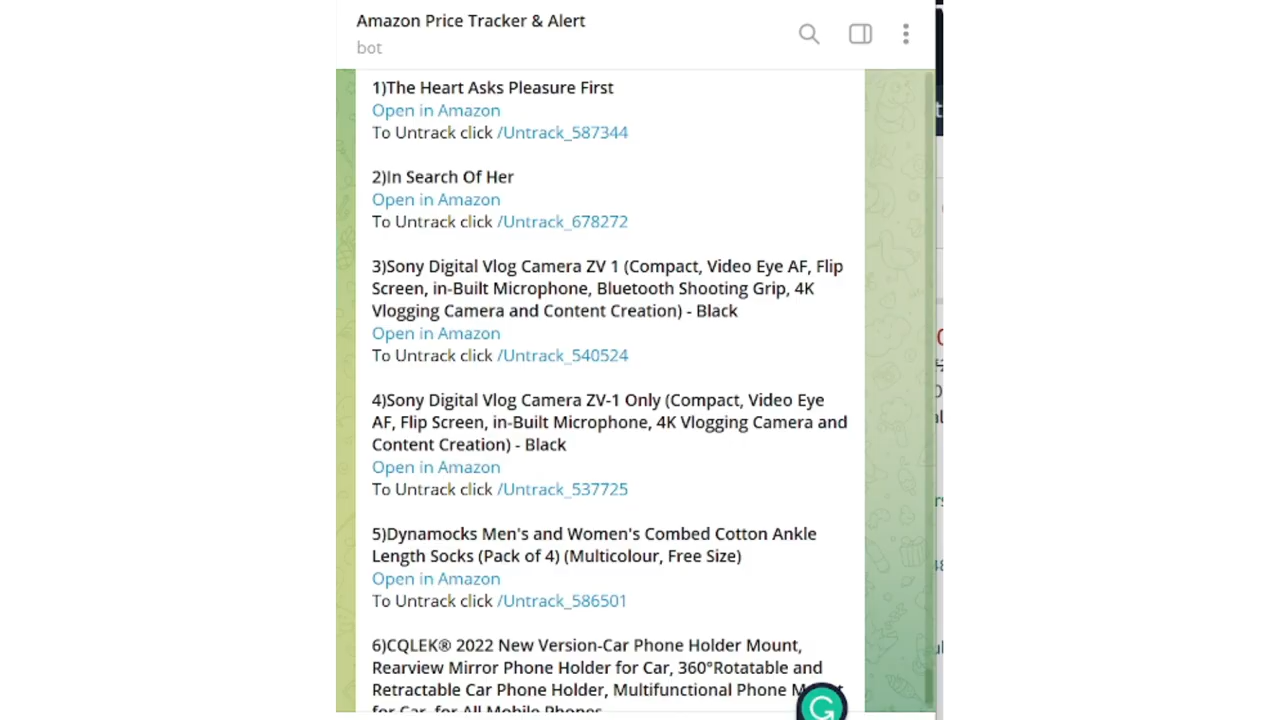 Amazon Price Tracker & Alert
bot
1)The Heart Asks Pleasure First
Open in Amazon
To Untrack click /Untrack_587344
2)In Search Of Her
Open in Amazon
To Untrack click /Untrack_678272
3)Sony Digital Vlog Camera ZV 1 (Compact, Video Eye AF, Flip
Screen, in-Built Microphone, Bluetooth Shooting Grip, 4K
Vlogging Camera and Content Creation) - Black
Open in Amazon
To Untrack click /Untrack_540524
4)Sony Digital Vlog Camera ZV-1 Only (Compact, Video Eye
AF, Flip Screen, in-Built Microphone, 4K Vlogging Camera and
Content Creation) - Black
Open in Amazon
To Untrack click /Untrack_537725
5)Dynamocks Men's and Women's Combed Cotton Ankle
Length Socks (Pack of 4) (Multicolour, Free Size)
Open in Amazon
To Untrack click /Untrack_586501
6)CQLEK® 2022 New Version-Car Phone Holder Mount,
Rearview Mirror Phone Holder for Car, 360°Rotatable and
Retractable Car Phone Holder, Multifunctional Phone
for Car, for All Mobile Phones